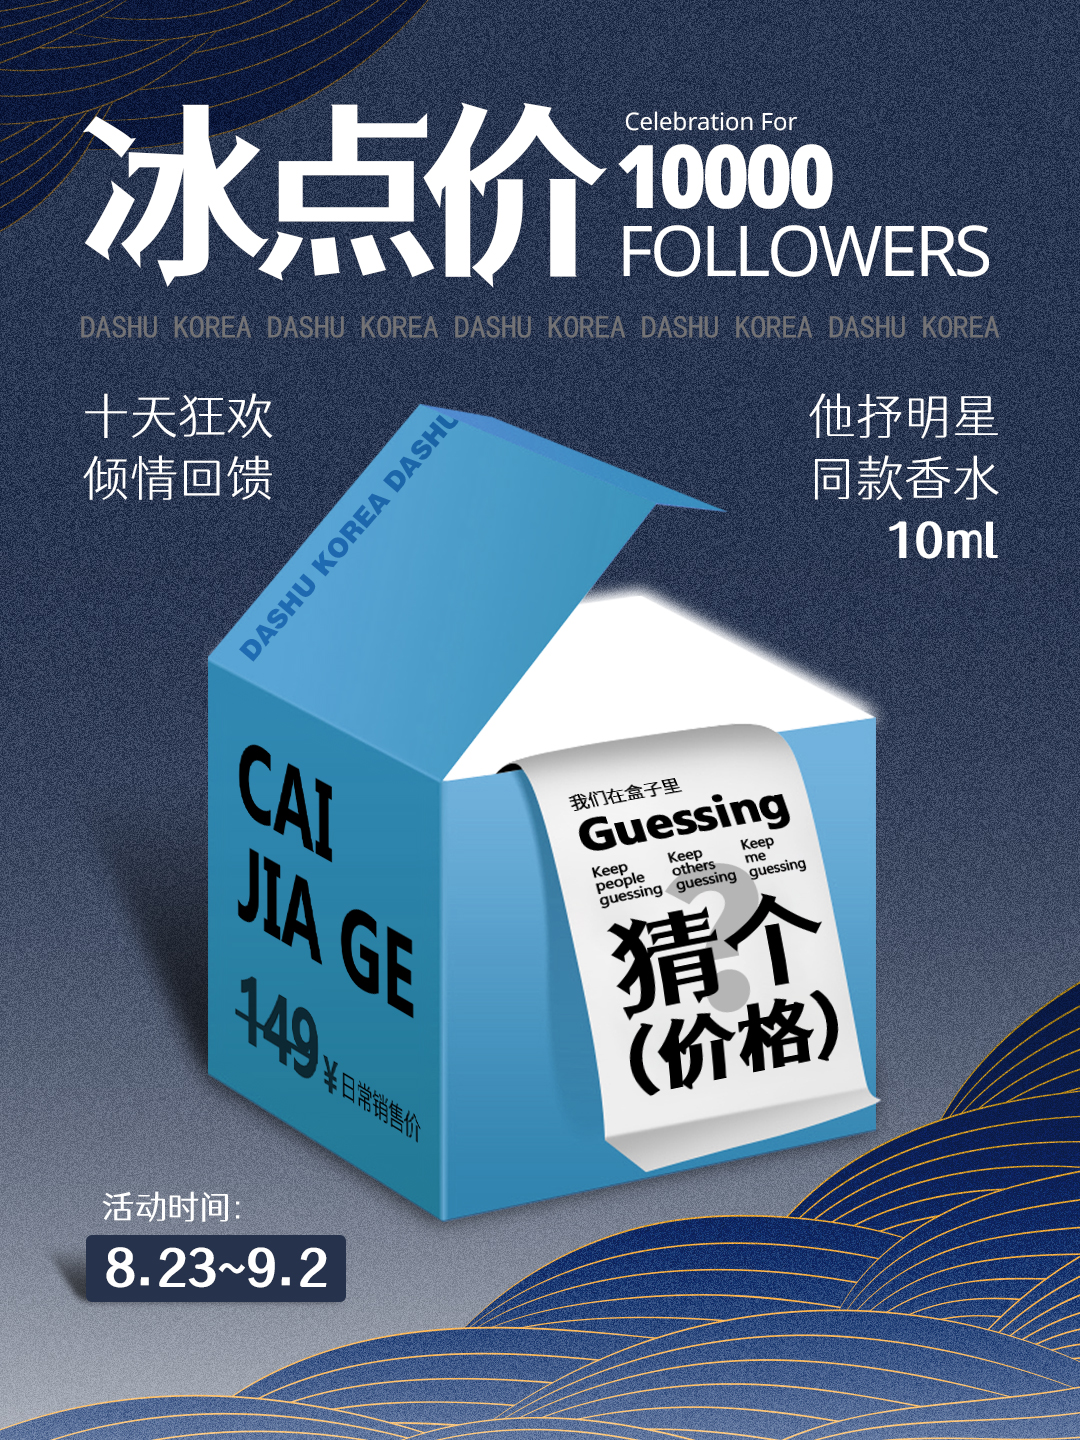 冰点价
Celebration For
10000
FOLLOWERS
DASHU KOREA DASHU KOREA DASHU KOREA DASHU KOREA DASHU KOREA
十天狂欢
倾情回馈
他抒明星
同款香水
10ml
DASHU KOREA DASHU
CAI
JIA GE
149¥日常销售价
我们在盒子里
Guessing
Keep people guessing
Keep others guessing
Keep me guessing
?
猜个
(价格)
活动时间:
8.23~9.2